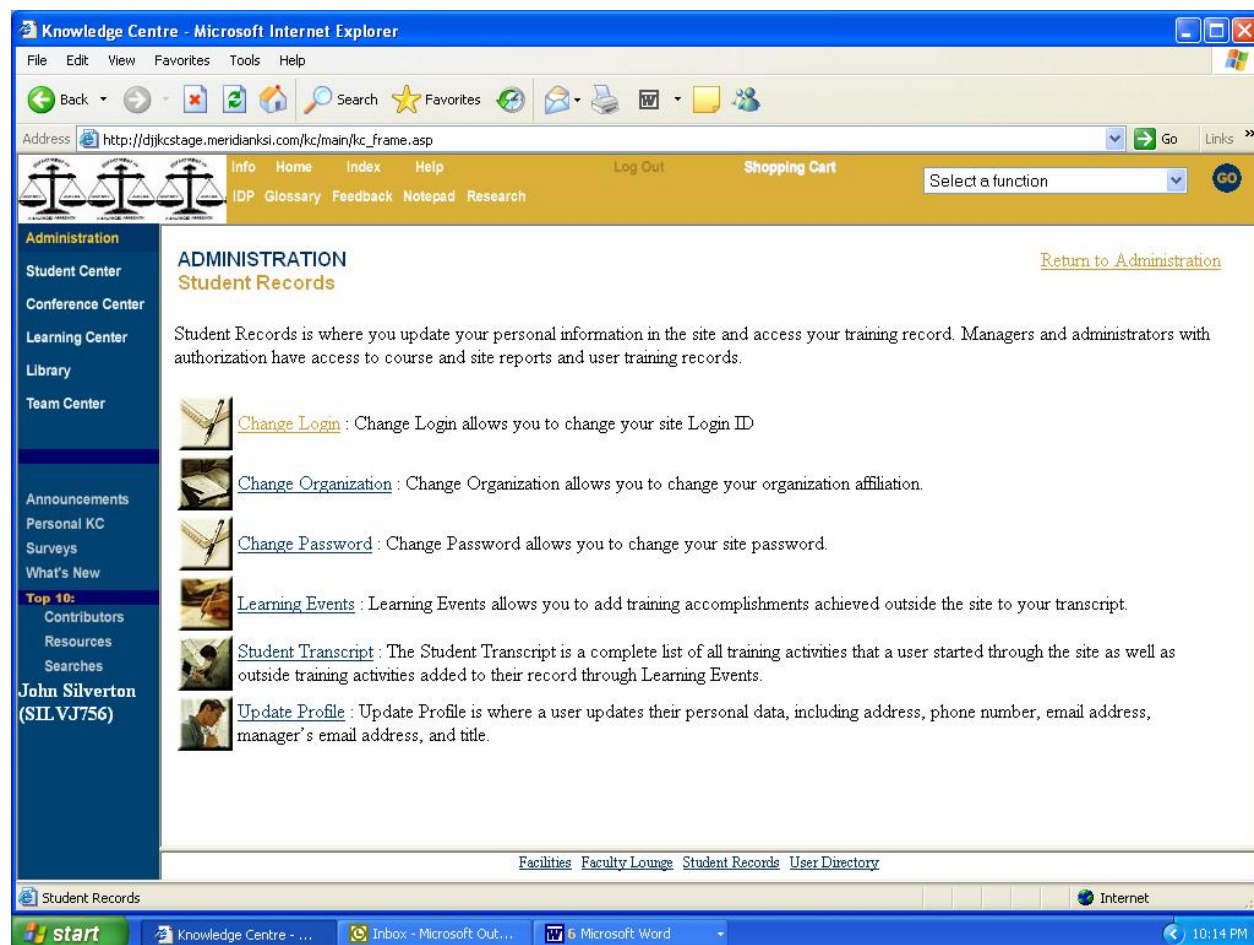 Knowledge Centre - Microsoft Internet Explorer
File Edit View Favorites Tools Help
Back Search Favorites
Address http://djjkcstage.meridianksi.com/kc/main/kc_frame.asp Go Links »
Info Home Index Help Log Out Shopping Cart
IDP Glossary Feedback Notepad Research
Select a function GO
Administration
Student Center
Conference Center
Learning Center
Library
Team Center
Announcements
Personal KC
Surveys
What's New
Top 10:
Contributors
Resources
Searches
John Silverton
(SILVJ756)
ADMINISTRATION
Student Records
Return to Administration
Student Records is where you update your personal information in the site and access your training record. Managers and administrators with
authorization have access to course and site reports and user training records.
Change Login : Change Login allows you to change your site Login ID
Change Organization : Change Organization allows you to change your organization affiliation.
Change Password : Change Password allows you to change your site password.
Learning Events : Learning Events allows you to add training accomplishments achieved outside the site to your transcript.
Student Transcript : The Student Transcript is a complete list of all training activities that a user started through the site as well as
outside training activities added to their record through Learning Events.
Update Profile : Update Profile is where a user updates their personal data, including address, phone number, email address,
manager's email address, and title.
Facilities Faculty Lounge Student Records User Directory
Student Records Internet
start Knowledge Centre - ... Inbox - Microsoft Out... 6 Microsoft Word 10:14 PM